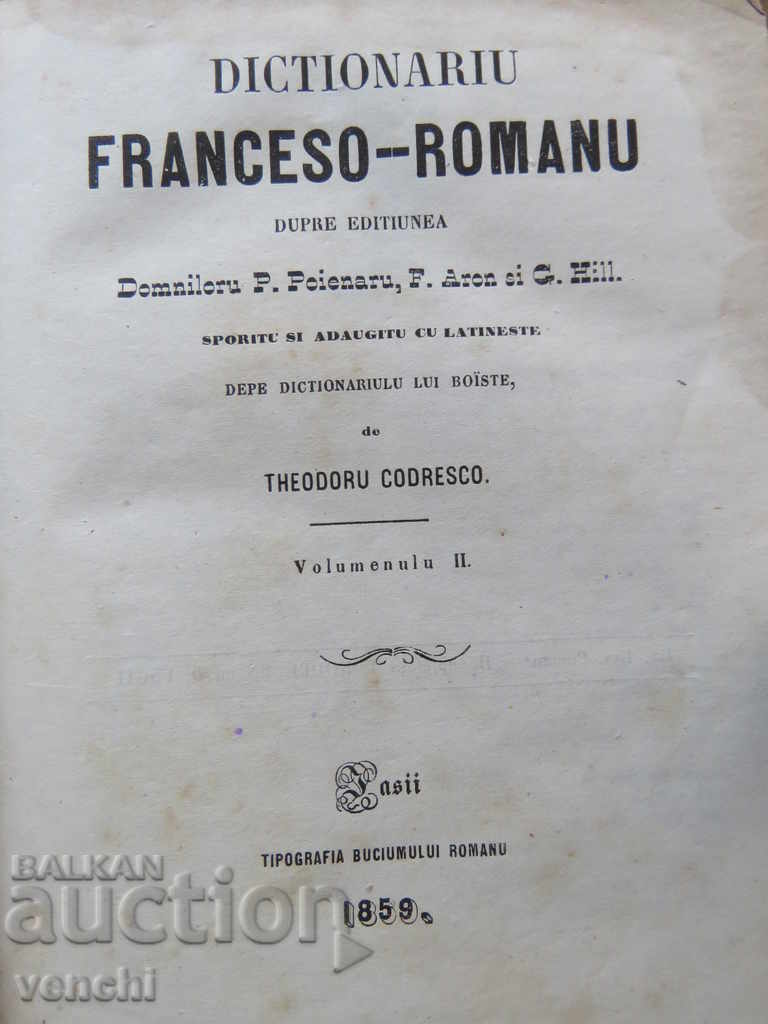 DICTIONARIU
FRANCESO--ROMANU
DUPRE EDITIUNEA
Domniloru P. Poienaru, F. Aron si G. Hill.
SPORITU SI ADAUGITU CU LATINESTE
DEPE DICTIONARIULU LUI BOÏSTE,
de
THEODORU CODRESCO.
Volumenulu II.
Iasii
TIPOGRAFIA BUCIUMULUI ROMANU
1859.
BALKAN
auction
venchi